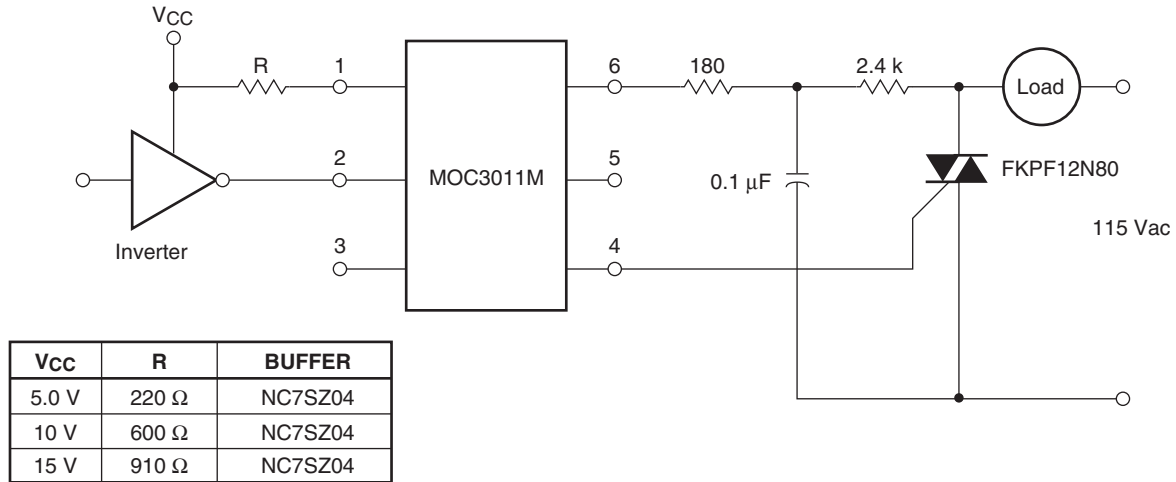 VCC
R
1
6
180
2.4 k
Load
2
MOC3011M
5
0.1 μF
FKPF12N80
Inverter
3
4
115 Vac
VCC R BUFFER
5.0 V 220 Ω NC7SZ04
10 V 600 Ω NC7SZ04
15 V 910 Ω NC7SZ04